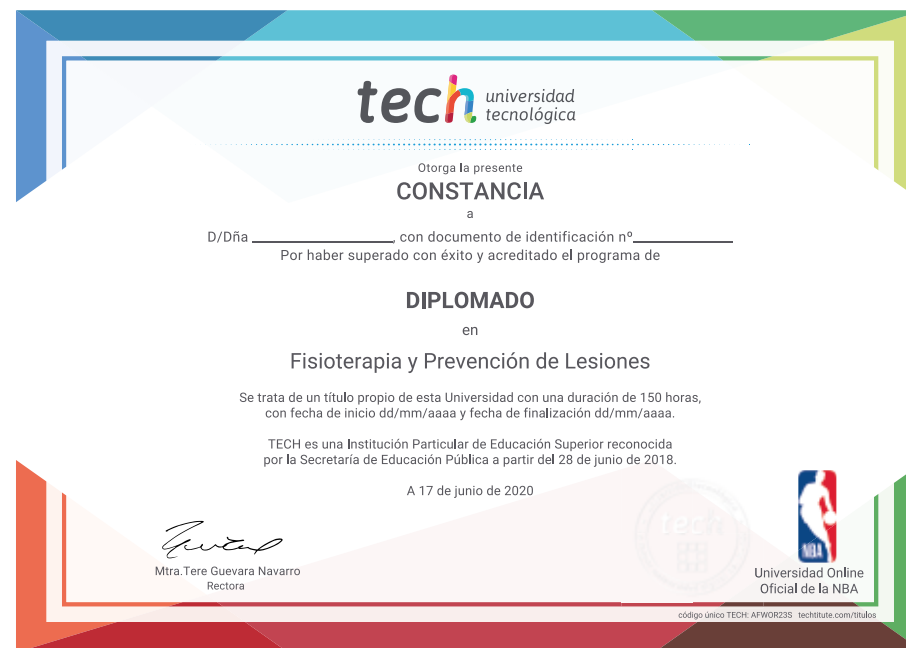 tech universidad
tecnológica
Otorga la presente
CONSTANCIA
a
D/Dña ____________________, con documento de identificación nº______________
Por haber superado con éxito y acreditado el programa de
DIPLOMADO
en
Fisioterapia y Prevención de Lesiones
Se trata de un título propio de esta Universidad con una duración de 150 horas,
con fecha de inicio dd/mm/aaaa y fecha de finalización dd/mm/aaaa.
TECH es una Institución Particular de Educación Superior reconocida
por la Secretaría de Educación Pública a partir del 28 de junio de 2018.
A 17 de junio de 2020
tech
NBA
Mtra.Tere Guevara Navarro
Rectora
Universidad Online
Oficial de la NBA
código único TECH: AFWOR23S techtitute.com/titulos